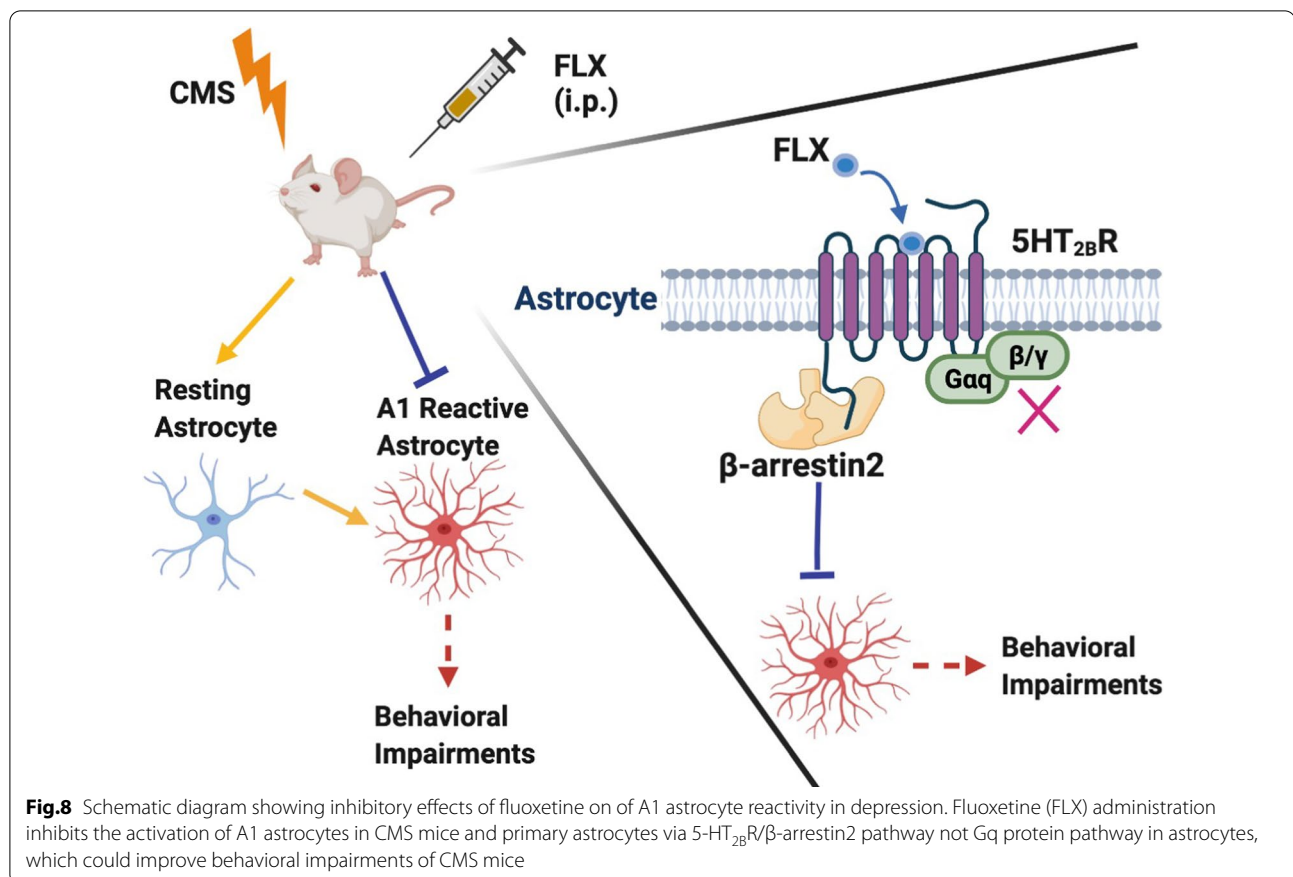 CMS
FLX
(i.p.)
FLX
5HT2BR
Astrocyte
Gαq
β/γ
β-arrestin2
Resting
Astrocyte
A1 Reactive
Astrocyte
Behavioral
Impairments
Behavioral
Impairments
Fig.8 Schematic diagram showing inhibitory effects of fluoxetine on of A1 astrocyte reactivity in depression. Fluoxetine (FLX) administration
inhibits the activation of A1 astrocytes in CMS mice and primary astrocytes via 5-HT2BR/β-arrestin2 pathway not Gq protein pathway in astrocytes,
which could improve behavioral impairments of CMS mice